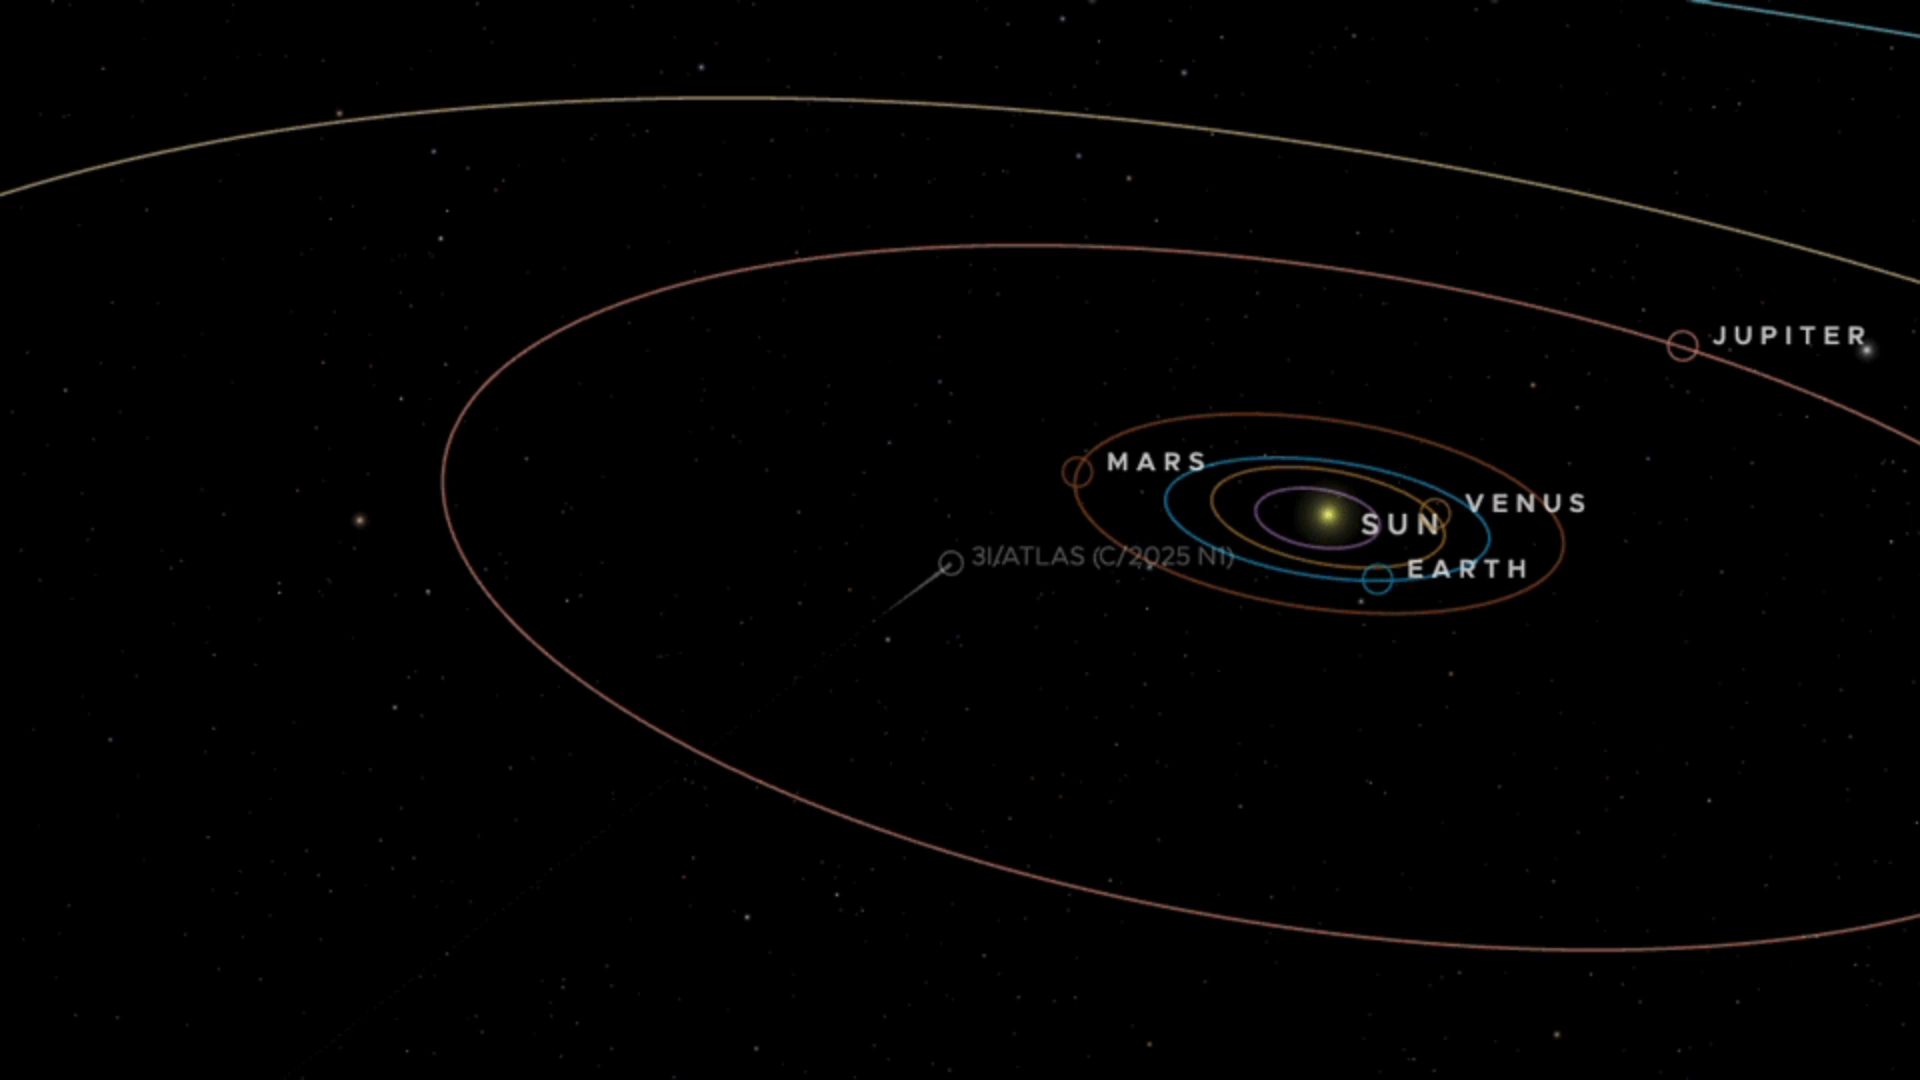 JUPITER
MARS
VENUS
SUN
3I/ATLAS (C/2025 N1)
EARTH